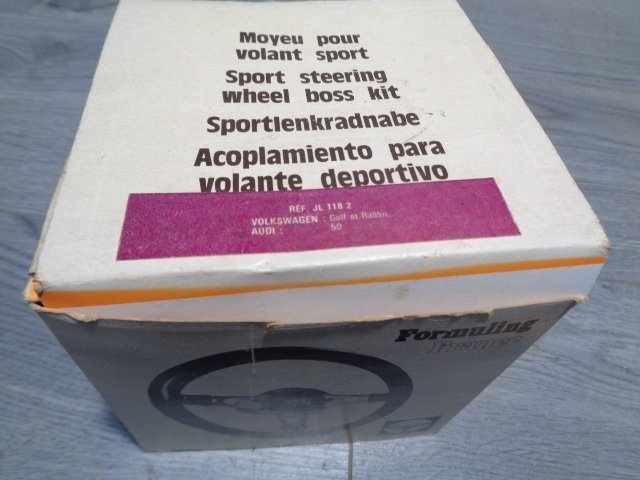 Moyeu pour
volant sport
Sport steering
wheel boss kit
Sportlenkradnabe
Acoplamiento para
volante deportivo
RÉF. JL 118 2
VOLKSWAGEN : Golf et Rabbit
AUDI : 50
Formuling